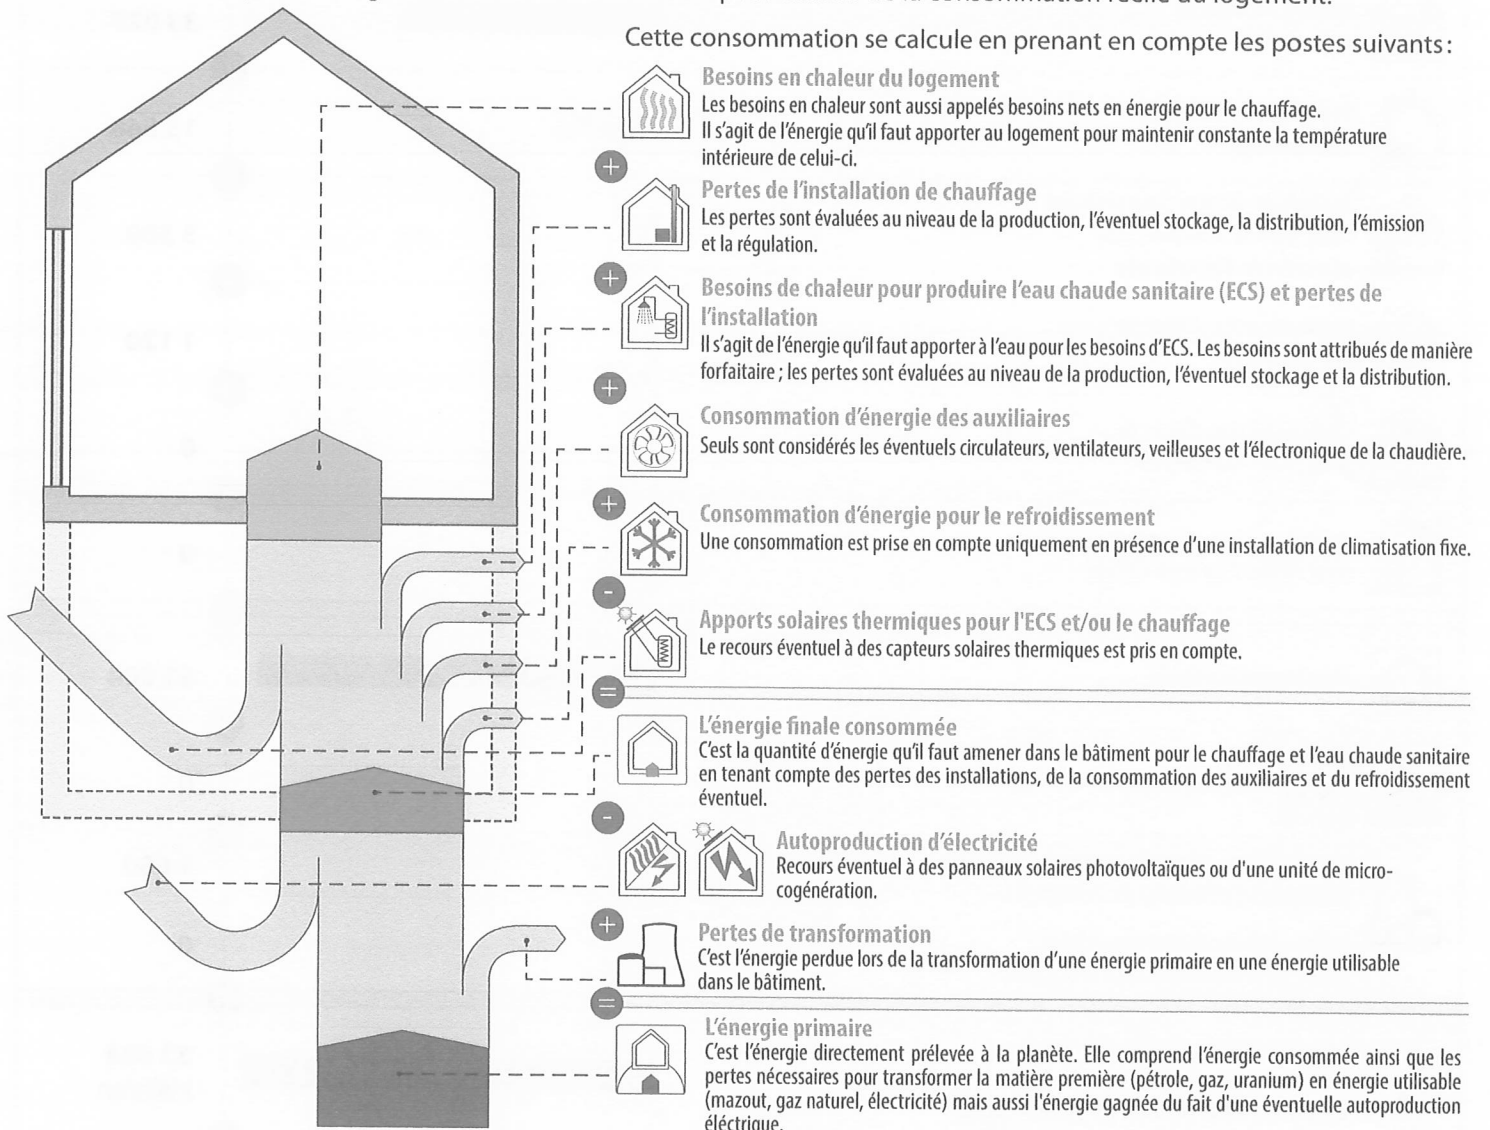 consommation réelle du logement.
Cette consommation se calcule en prenant en compte les postes suivants :
Besoins en chaleur du logement
Les besoins en chaleur sont aussi appelés besoins nets en énergie pour le chauffage.
Il s'agit de l'énergie qu'il faut apporter au logement pour maintenir constante la température
intérieure de celui-ci.
+
Pertes de l'installation de chauffage
Les pertes sont évaluées au niveau de la production, l'éventuel stockage, la distribution, l'émission
et la régulation.
+
Besoins de chaleur pour produire l'eau chaude sanitaire (ECS) et pertes de
l'installation
Il s'agit de l'énergie qu'il faut apporter à l'eau pour les besoins d'ECS. Les besoins sont attribués de manière
forfaitaire ; les pertes sont évaluées au niveau de la production, l'éventuel stockage et la distribution.
+
Consommation d'énergie des auxiliaires
Seuls sont considérés les éventuels circulateurs, ventilateurs, veilleuses et l'électronique de la chaudière.
+
Consommation d'énergie pour le refroidissement
Une consommation est prise en compte uniquement en présence d'une installation de climatisation fixe.
-
Apports solaires thermiques pour l'ECS et/ou le chauffage
Le recours éventuel à des capteurs solaires thermiques est pris en compte.
=
L'énergie finale consommée
C'est la quantité d'énergie qu'il faut amener dans le bâtiment pour le chauffage et l'eau chaude sanitaire
en tenant compte des pertes des installations, de la consommation des auxiliaires et du refroidissement
éventuel.
-
Autoproduction d'électricité
Recours éventuel à des panneaux solaires photovoltaïques ou d'une unité de micro-
cogénération.
+
Pertes de transformation
C'est l'énergie perdue lors de la transformation d'une énergie primaire en une énergie utilisable
dans le bâtiment.
=
L'énergie primaire
C'est l'énergie directement prélevée à la planète. Elle comprend l'énergie consommée ainsi que les
pertes nécessaires pour transformer la matière première (pétrole, gaz, uranium) en énergie utilisable
(mazout, gaz naturel, électricité) mais aussi l'énergie gagnée du fait d'une éventuelle autoproduction
éléctrique.